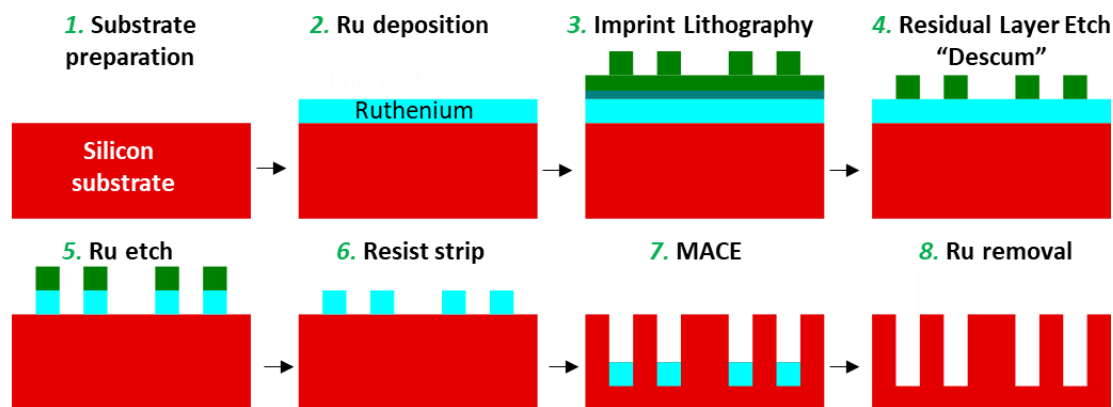 1. Substrate
preparation
2. Ru deposition
3. Imprint Lithography
4. Residual Layer Etch
“Descum”
Silicon
substrate
Ruthenium
5. Ru etch
6. Resist strip
7. MACE
8. Ru removal